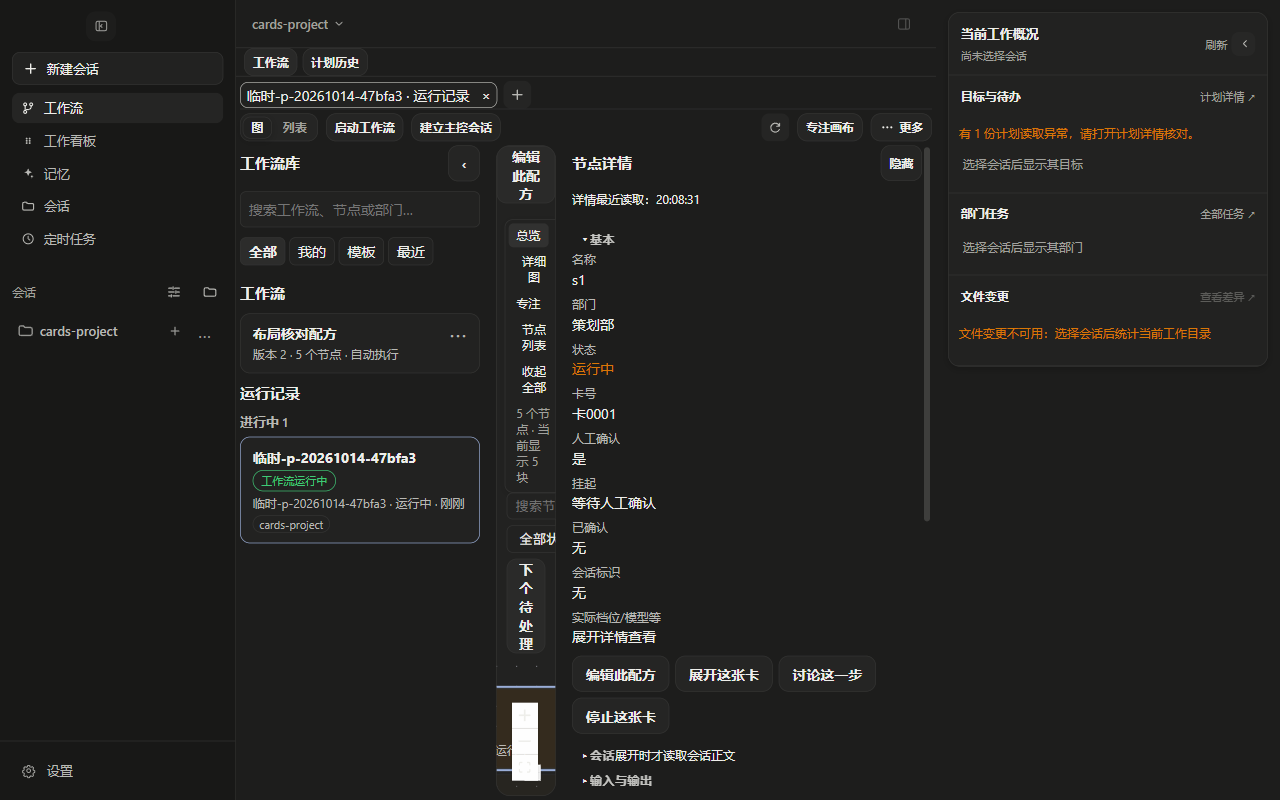 新建会话
工作流
工作看板
记忆
会话
定时任务
会话
cards-project
设置
cards-project
工作流
计划历史
临时-p-20261014-47bfa3 · 运行记录 ×
图
列表
启动工作流
建立主控会话
专注画布
··· 更多
工作流库
搜索工作流、节点或部门...
全部
我的
模板
最近
工作流
布局核对配方
版本 2 · 5 个节点 · 自动执行
运行记录
进行中 1
临时-p-20261014-47bfa3
工作流运行中
临时-p-20261014-47bfa3 · 运行中 · 刚刚
cards-project
编辑
此配
方
总览
详细
图
专注
节点
列表
收起
全部
5 个节
点 · 当
前显
示 5
块
搜索节
全部状
下
个
待
处
理
运行
节点详情
隐藏
详情最近读取：20:08:31
基本
名称
s1
部门
策划部
状态
运行中
卡号
卡0001
人工确认
是
挂起
等待人工确认
已确认
无
会话标识
无
实际档位/模型等
展开详情查看
编辑此配方
展开这张卡
讨论这一步
停止这张卡
会话展开时才读取会话正文
输入与输出
当前工作概况
尚未选择会话
刷新
目标与待办
计划详情 ↗
有 1 份计划读取异常，请打开计划详情核对。
选择会话后显示其目标
部门任务
全部任务 ↗
选择会话后显示其部门
文件变更
查看差异 ↗
文件变更不可用：选择会话后统计当前工作目录